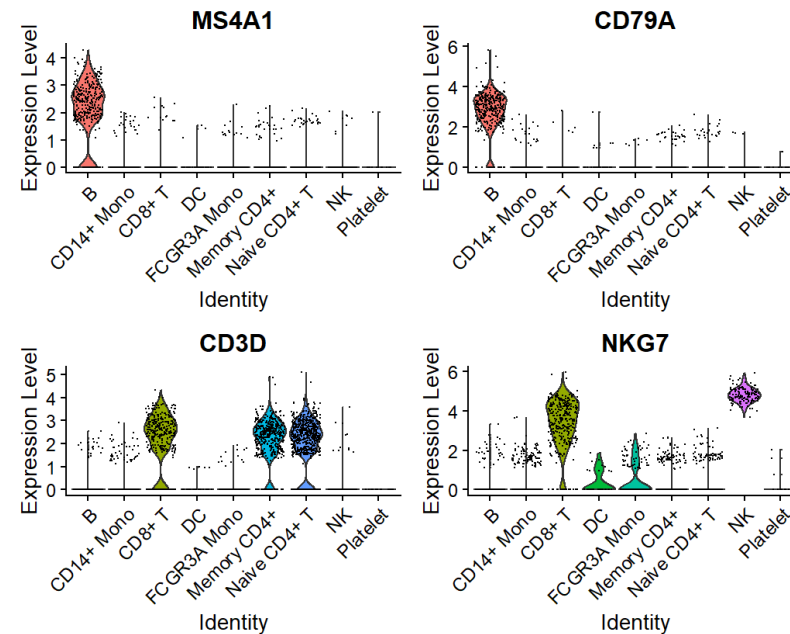 MS4A1
Expression Level
4
3
2
1
0
B
CD14+ Mono
CD8+ T
DC
FCGR3A Mono
Memory CD4+
Naive CD4+ T
NK
Platelet
Identity
CD79A
Expression Level
6
4
2
0
B
CD14+ Mono
CD8+ T
DC
FCGR3A Mono
Memory CD4+
Naive CD4+ T
NK
Platelet
Identity
CD3D
Expression Level
5
4
3
2
1
0
B
CD14+ Mono
CD8+ T
DC
FCGR3A Mono
Memory CD4+
Naive CD4+ T
NK
Platelet
Identity
NKG7
Expression Level
6
4
2
0
B
CD14+ Mono
CD8+ T
DC
FCGR3A Mono
Memory CD4+
Naive CD4+ T
NK
Platelet
Identity